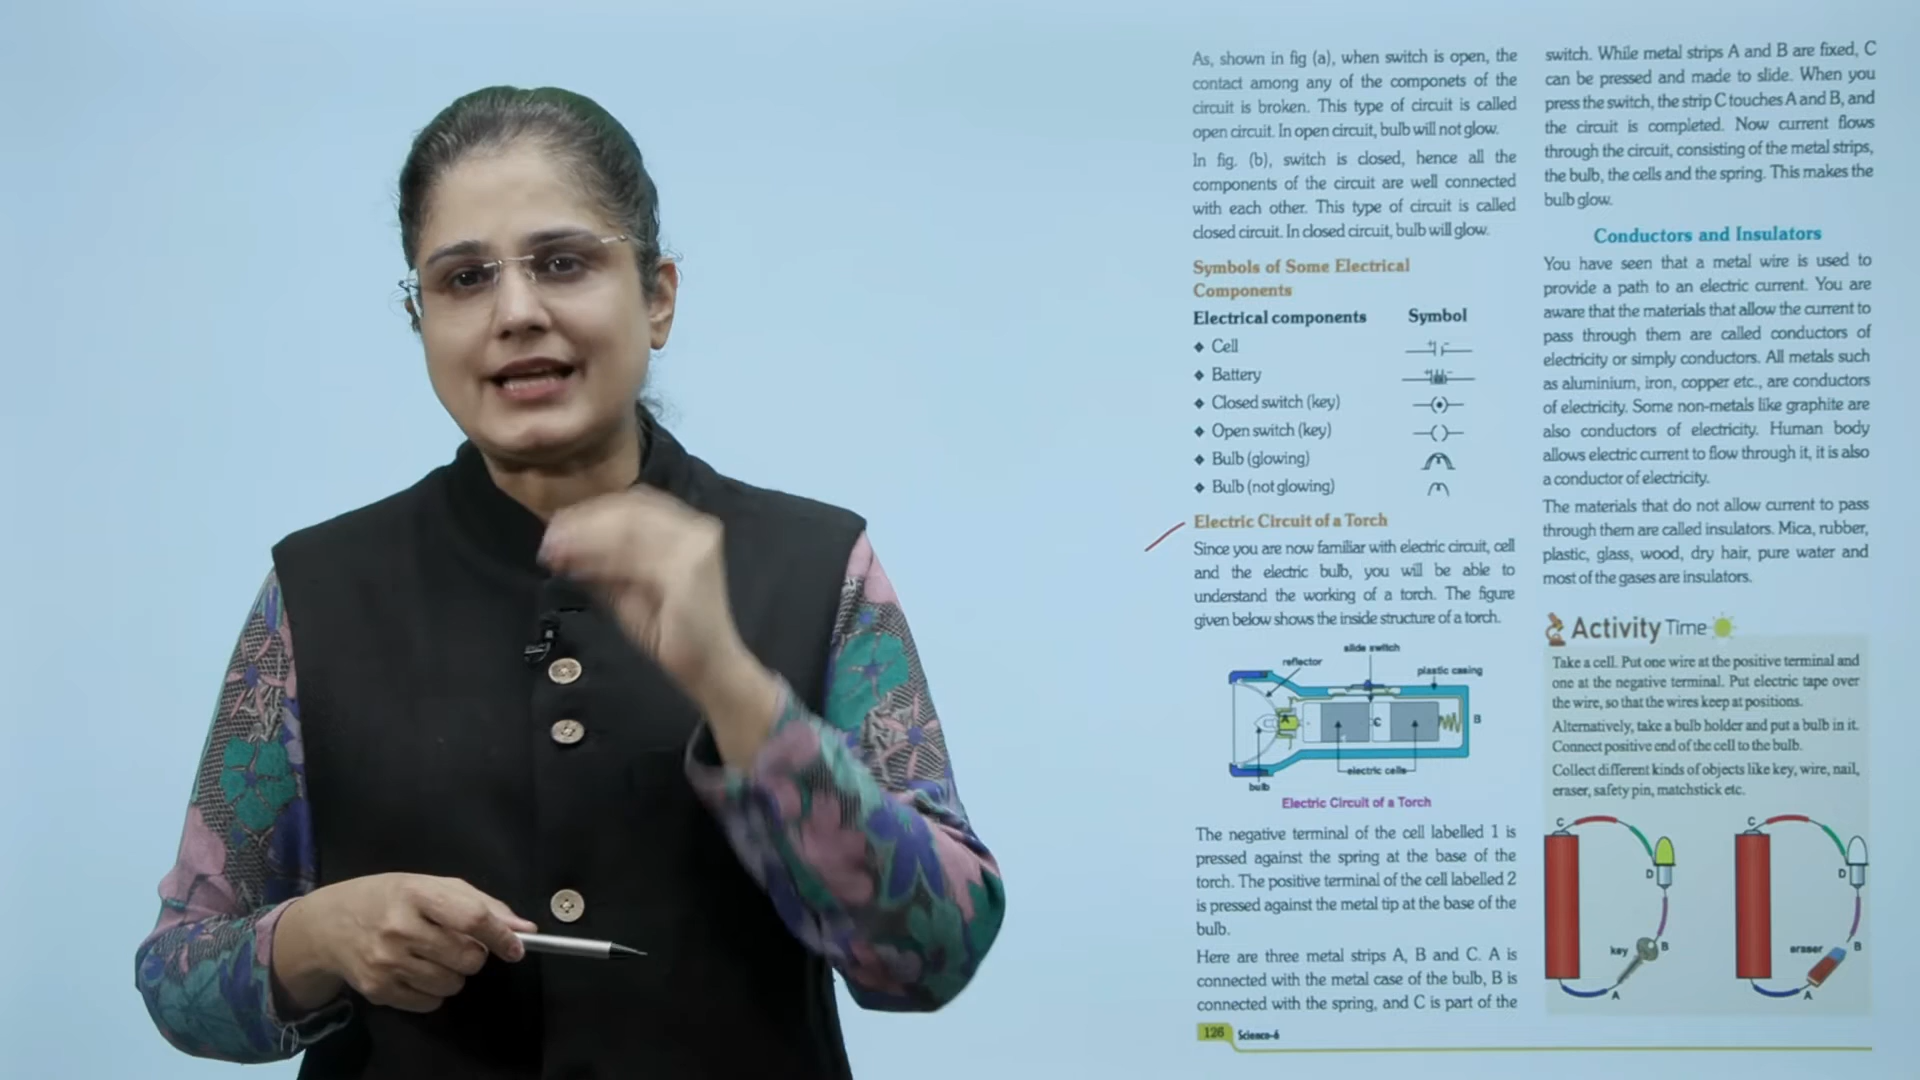 As, shown in fig (a), when switch is open, the
contact among any of the componets of the
circuit is broken. This type of circuit is called
open circuit. In open circuit, bulb will not glow.
In fig. (b), switch is closed, hence all the
components of the circuit are well connected
with each other. This type of circuit is called
closed circuit. In closed circuit, bulb will glow.
Symbols of Some Electrical
Components
Electrical components Symbol
❖ Cell
❖ Battery
❖ Closed switch (key)
❖ Open switch (key)
❖ Bulb (glowing)
❖ Bulb (not glowing)
Electric Circuit of a Torch
Since you are now familiar with electric circuit, cell
and the electric bulb, you will be able to
understand the working of a torch. The figure
given below shows the inside structure of a torch.
slide switch
reflector
plastic casing
A
C
B
electric cells
bulb
Electric Circuit of a Torch
The negative terminal of the cell labelled 1 is
pressed against the spring at the base of the
torch. The positive terminal of the cell labelled 2
is pressed against the metal tip at the base of the
bulb.
Here are three metal strips A, B and C. A is
connected with the metal case of the bulb, B is
connected with the spring, and C is part of the
126 Science-6
switch. While metal strips A and B are fixed, C
can be pressed and made to slide. When you
press the switch, the strip C touches A and B, and
the circuit is completed. Now current flows
through the circuit, consisting of the metal strips,
the bulb, the cells and the spring. This makes the
bulb glow.
Conductors and Insulators
You have seen that a metal wire is used to
provide a path to an electric current. You are
aware that the materials that allow the current to
pass through them are called conductors of
electricity or simply conductors. All metals such
as aluminium, iron, copper etc., are conductors
of electricity. Some non-metals like graphite are
also conductors of electricity. Human body
allows electric current to flow through it, it is also
a conductor of electricity.
The materials that do not allow current to pass
through them are called insulators. Mica, rubber,
plastic, glass, wood, dry hair, pure water and
most of the gases are insulators.
Activity Time
Take a cell. Put one wire at the positive terminal and
one at the negative terminal. Put electric tape over
the wire, so that the wires keep at positions.
Alternatively, take a bulb holder and put a bulb in it.
Connect positive end of the cell to the bulb.
Collect different kinds of objects like key, wire, nail,
eraser, safety pin, matchstick etc.
C
D
key
B
A
C
D
eraser
B
A